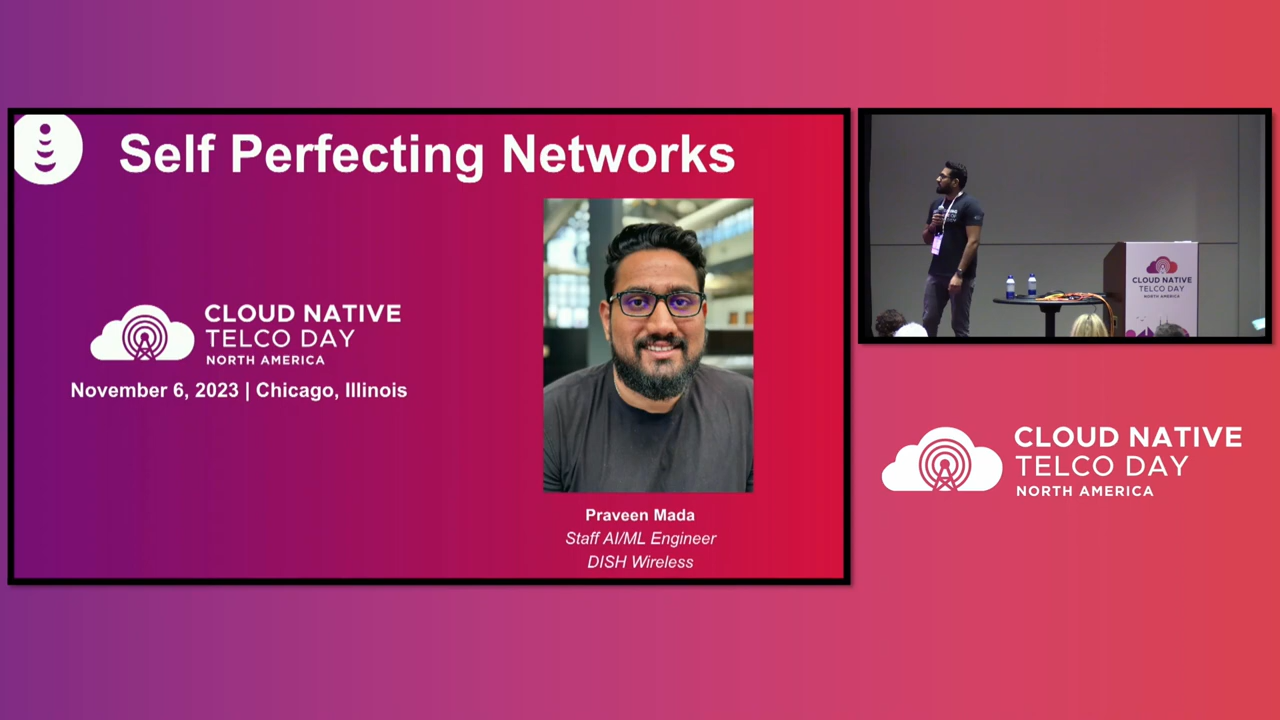 Self Perfecting Networks
CLOUD NATIVE
TELCO DAY
NORTH AMERICA
November 6, 2023 | Chicago, Illinois
Praveen Mada
Staff AI/ML Engineer
DISH Wireless
CLOUD NATIVE
TELCO DAY
NORTH AMERICA
CLOUD NATIVE
TELCO DAY
NORTH AMERICA